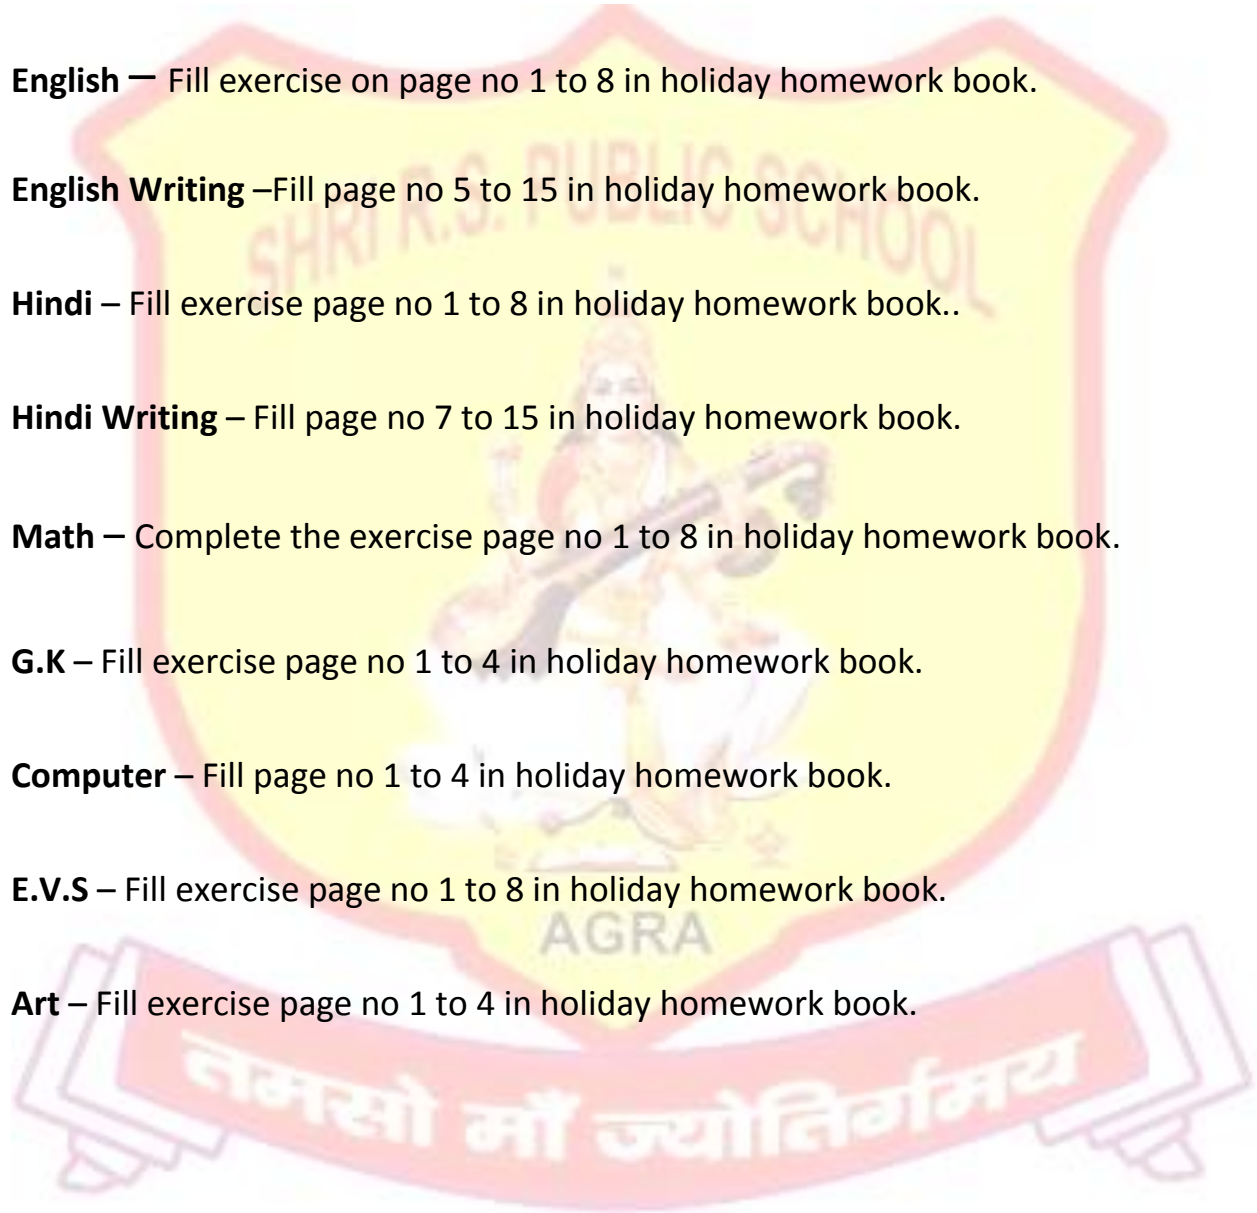 English – Fill exercise on page no 1 to 8 in holiday homework book.
SHRI R.S. PUBLIC SCHOOL
English Writing –Fill page no 5 to 15 in holiday homework book.
Hindi – Fill exercise page no 1 to 8 in holiday homework book..
Hindi Writing – Fill page no 7 to 15 in holiday homework book.
Math – Complete the exercise page no 1 to 8 in holiday homework book.
G.K – Fill exercise page no 1 to 4 in holiday homework book.
Computer – Fill page no 1 to 4 in holiday homework book.
E.V.S – Fill exercise page no 1 to 8 in holiday homework book.
AGRA
Art – Fill exercise page no 1 to 4 in holiday homework book.
तमसो माँ ज्योतिर्गमय